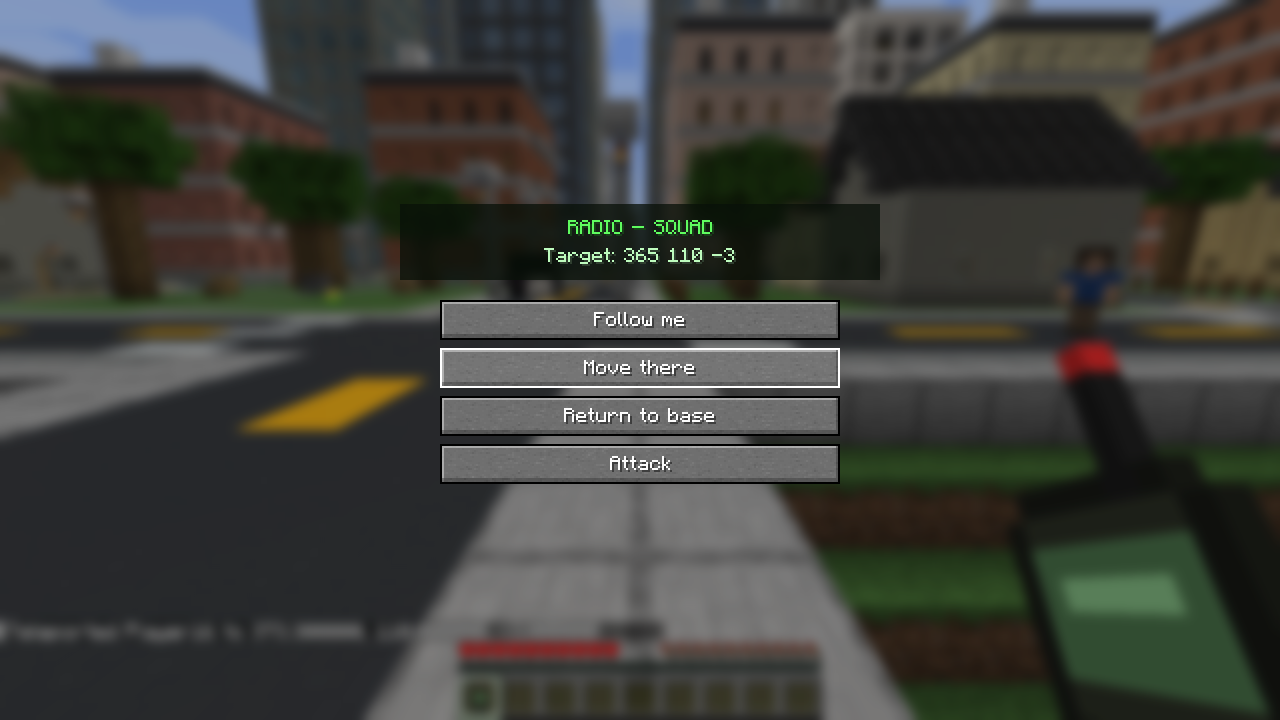 RADIO – SQUAD
Target: 365 110 -3
Follow me
Move there
Return to base
Attack